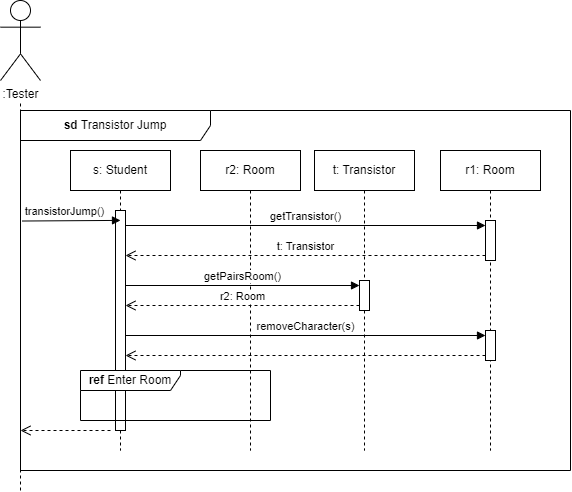 :Tester
sd Transistor Jump
s: Student
r2: Room
t: Transistor
r1: Room
transistorJump()
getTransistor()
t: Transistor
getPairsRoom()
r2: Room
removeCharacter(s)
ref Enter Room